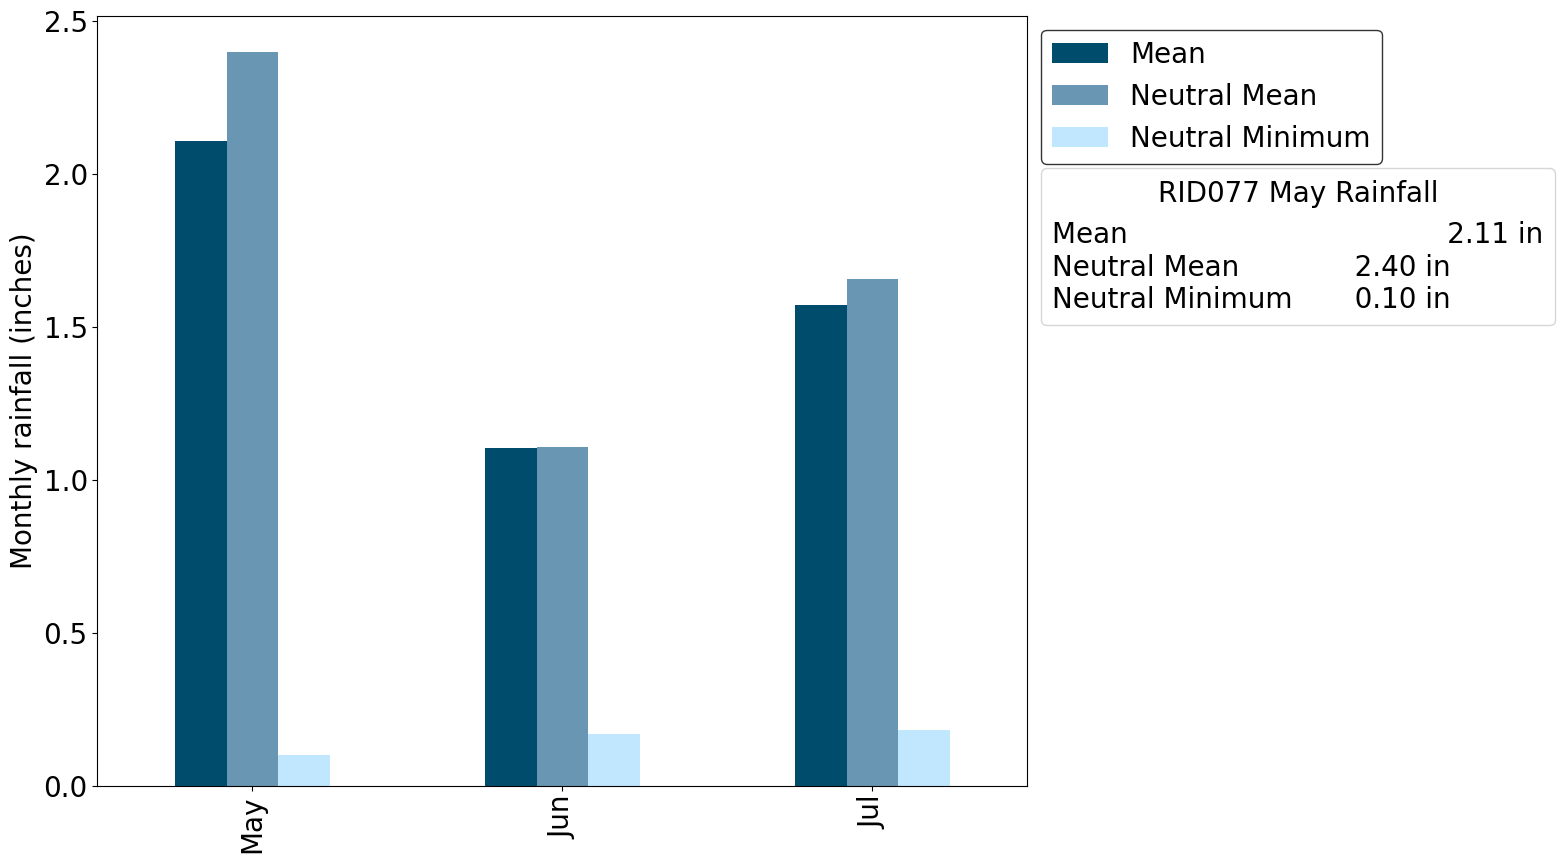 2.5
2.0
1.5
1.0
0.5
0.0
Monthly rainfall (inches)
May
Jun
Jul
Mean
Neutral Mean
Neutral Minimum
RID077 May Rainfall
Mean 2.11 in
Neutral Mean 2.40 in
Neutral Minimum 0.10 in